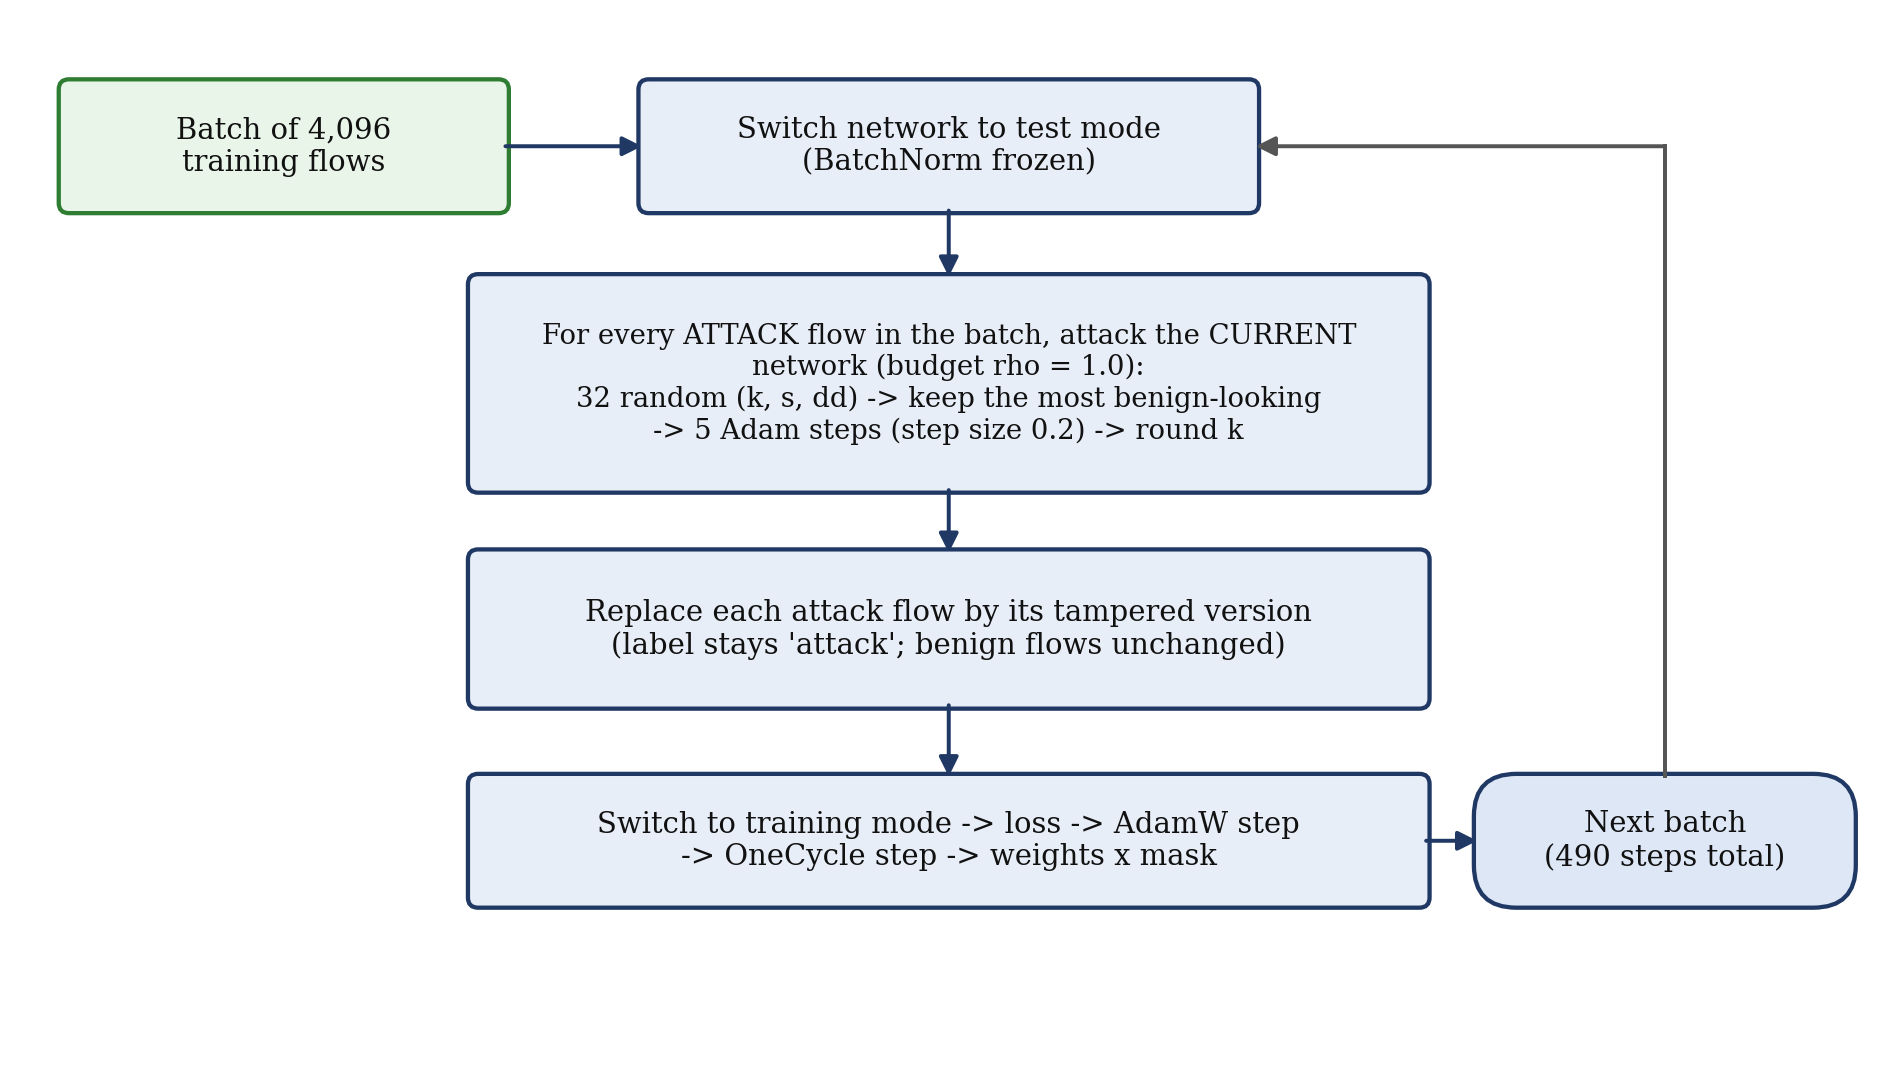 Batch of 4,096
training flows
Switch network to test mode
(BatchNorm frozen)
For every ATTACK flow in the batch, attack the CURRENT
network (budget rho = 1.0):
32 random (k, s, dd) -> keep the most benign-looking
-> 5 Adam steps (step size 0.2) -> round k
Replace each attack flow by its tampered version
(label stays 'attack'; benign flows unchanged)
Switch to training mode -> loss -> AdamW step
-> OneCycle step -> weights x mask
Next batch
(490 steps total)